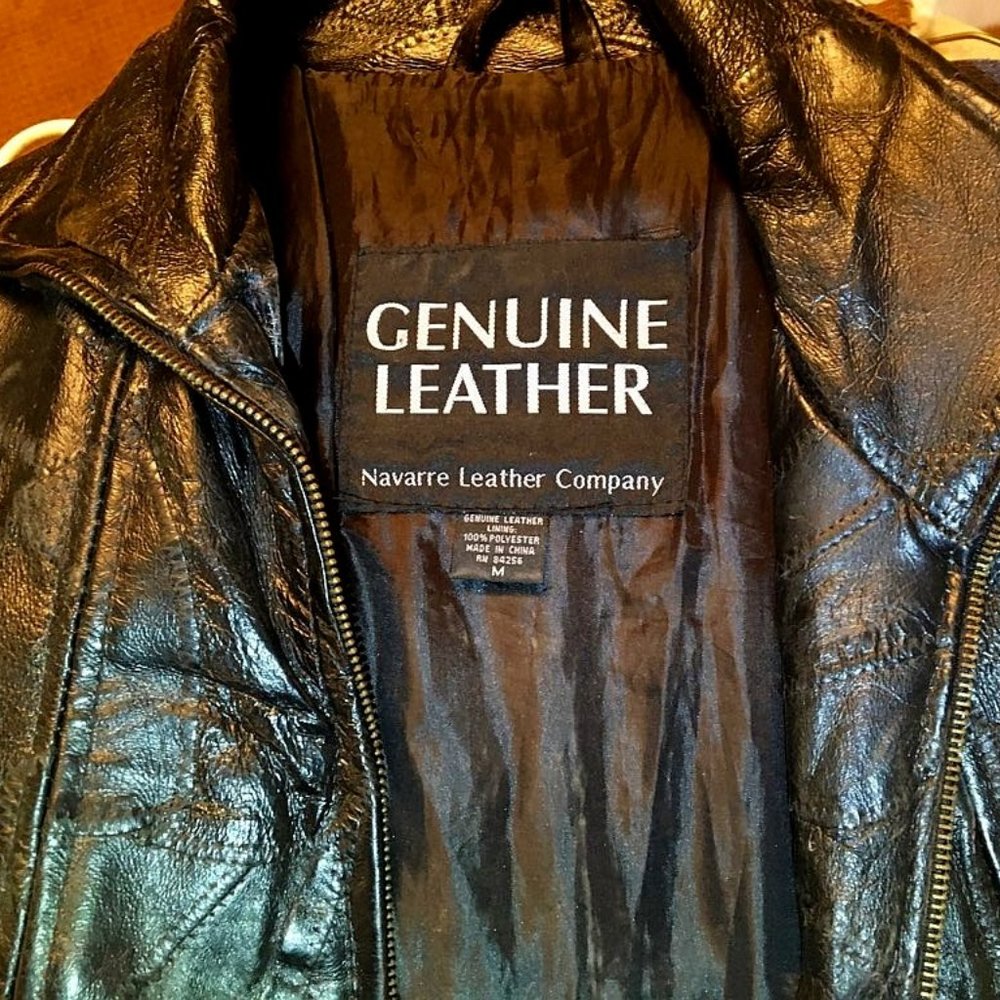 GENUINE
LEATHER
Navarre Leather Company
GENUINE LEATHER
LINING:
100% POLYESTER
MADE IN CHINA
RN 84256
M